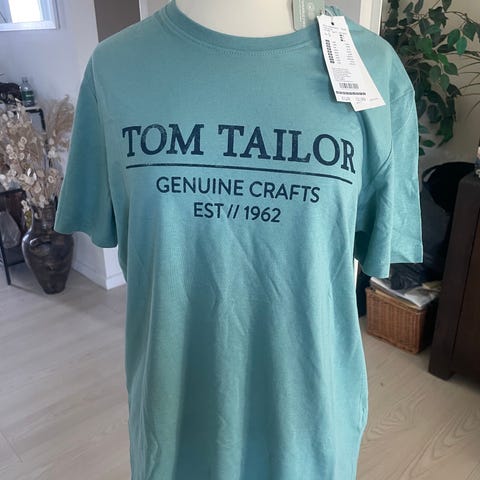 TOM TAILOR
GENUINE CRAFTS
EST // 1962